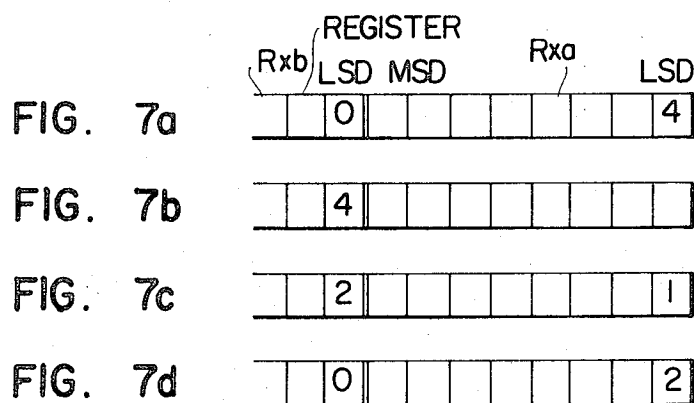 REGISTER
Rxb LSD MSD Rxa LSD
FIG. 7a 0 4
FIG. 7b 4
FIG. 7c 2 1
FIG. 7d 0 2